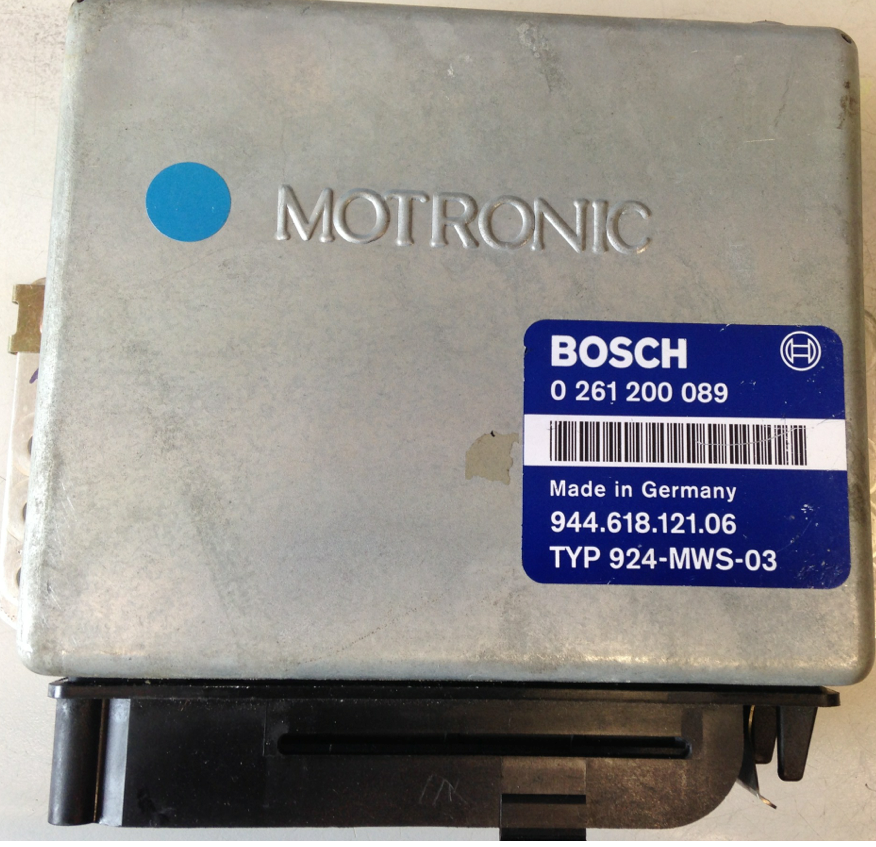 MOTRONIC
BOSCH
0 261 200 089
Made in Germany
944.618.121.06
TYP 924-MWS-03